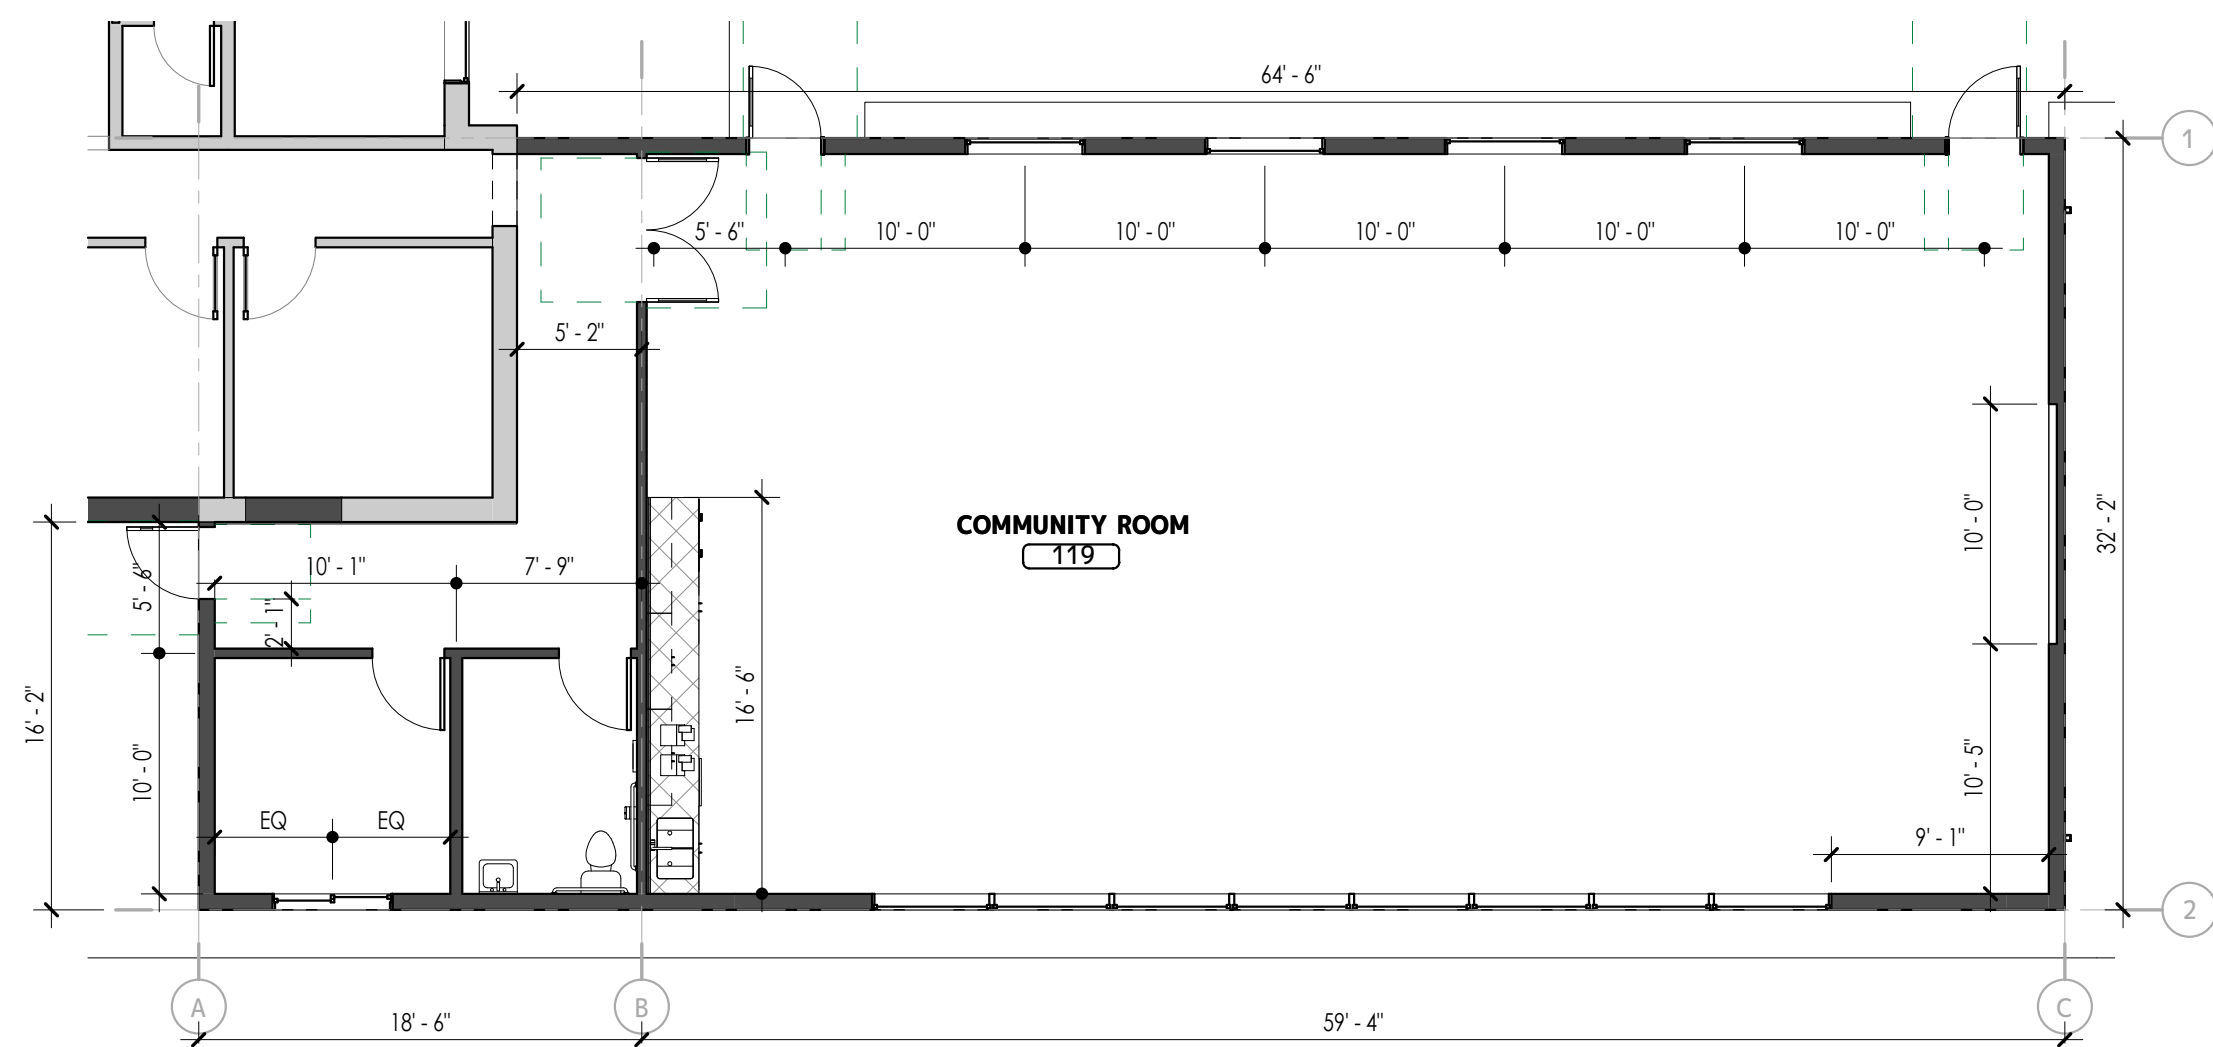 64' - 6"
1
5' - 6"
10' - 0"
10' - 0"
10' - 0"
10' - 0"
10' - 0"
5' - 2"
COMMUNITY ROOM
119
10' - 0"
32' - 2"
10' - 1"
7' - 9"
5' - 6"
2' - 1"
16' - 2"
16' - 6"
10' - 0"
10' - 5"
EQ
EQ
9' - 1"
2
A
B
C
18' - 6"
59' - 4"